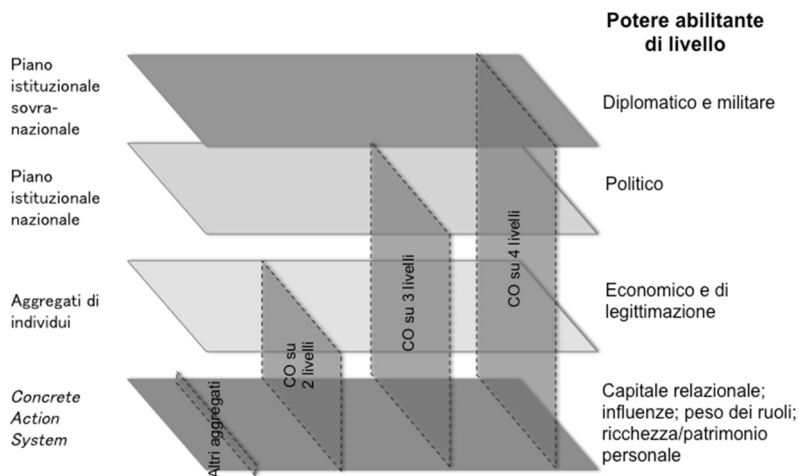 Potere abilitante
di livello
Piano
istituzionale
sovra-
nazionale
Diplomatico e militare
Piano
istituzionale
nazionale
Politico
Aggregati di
individui
Economico e di
legittimazione
Concrete
Action
System
Capitale relazionale;
influenze; peso dei ruoli;
ricchezza/patrimonio
personale
Altri aggregati
CO su
2 livelli
CO su 3 livelli
CO su 4 livelli